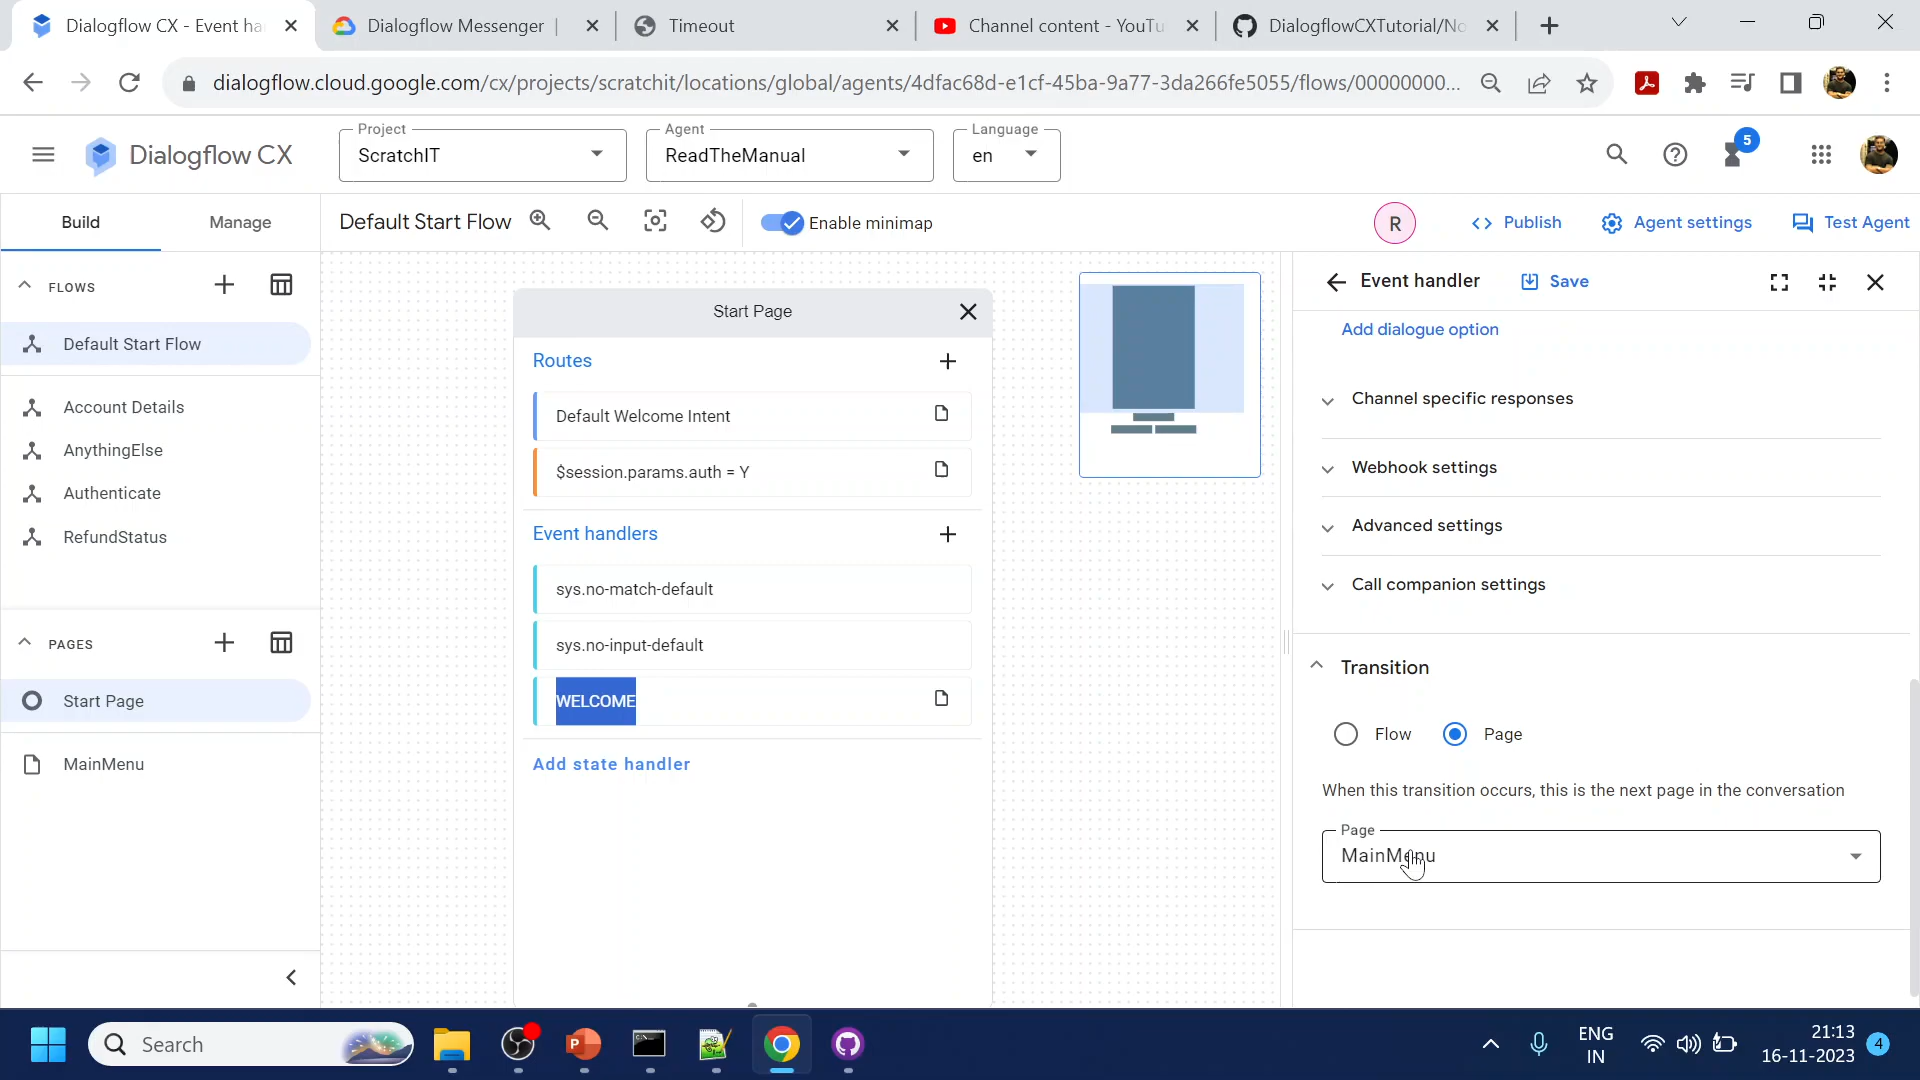 Dialogflow CX - Event ha
Dialogflow Messenger
Timeout
Channel content - YouTu
DialogflowCXTutorial/No
dialogflow.cloud.google.com/cx/projects/scratchit/locations/global/agents/4dfac68d-e1cf-45ba-9a77-3da266fe5055/flows/00000000...
Dialogflow CX
Project
ScratchIT
Agent
ReadTheManual
Language
en
5
Build
Manage
Default Start Flow
Enable minimap
R
Publish
Agent settings
Test Agent
FLOWS
Default Start Flow
Account Details
AnythingElse
Authenticate
RefundStatus
PAGES
Start Page
MainMenu
Start Page
Routes
Default Welcome Intent
$session.params.auth = Y
Event handlers
sys.no-match-default
sys.no-input-default
WELCOME
Add state handler
Event handler
Save
Add dialogue option
Channel specific responses
Webhook settings
Advanced settings
Call companion settings
Transition
Flow
Page
When this transition occurs, this is the next page in the conversation
Page
MainMenu
Search
ENG
IN
21:13
16-11-2023
4